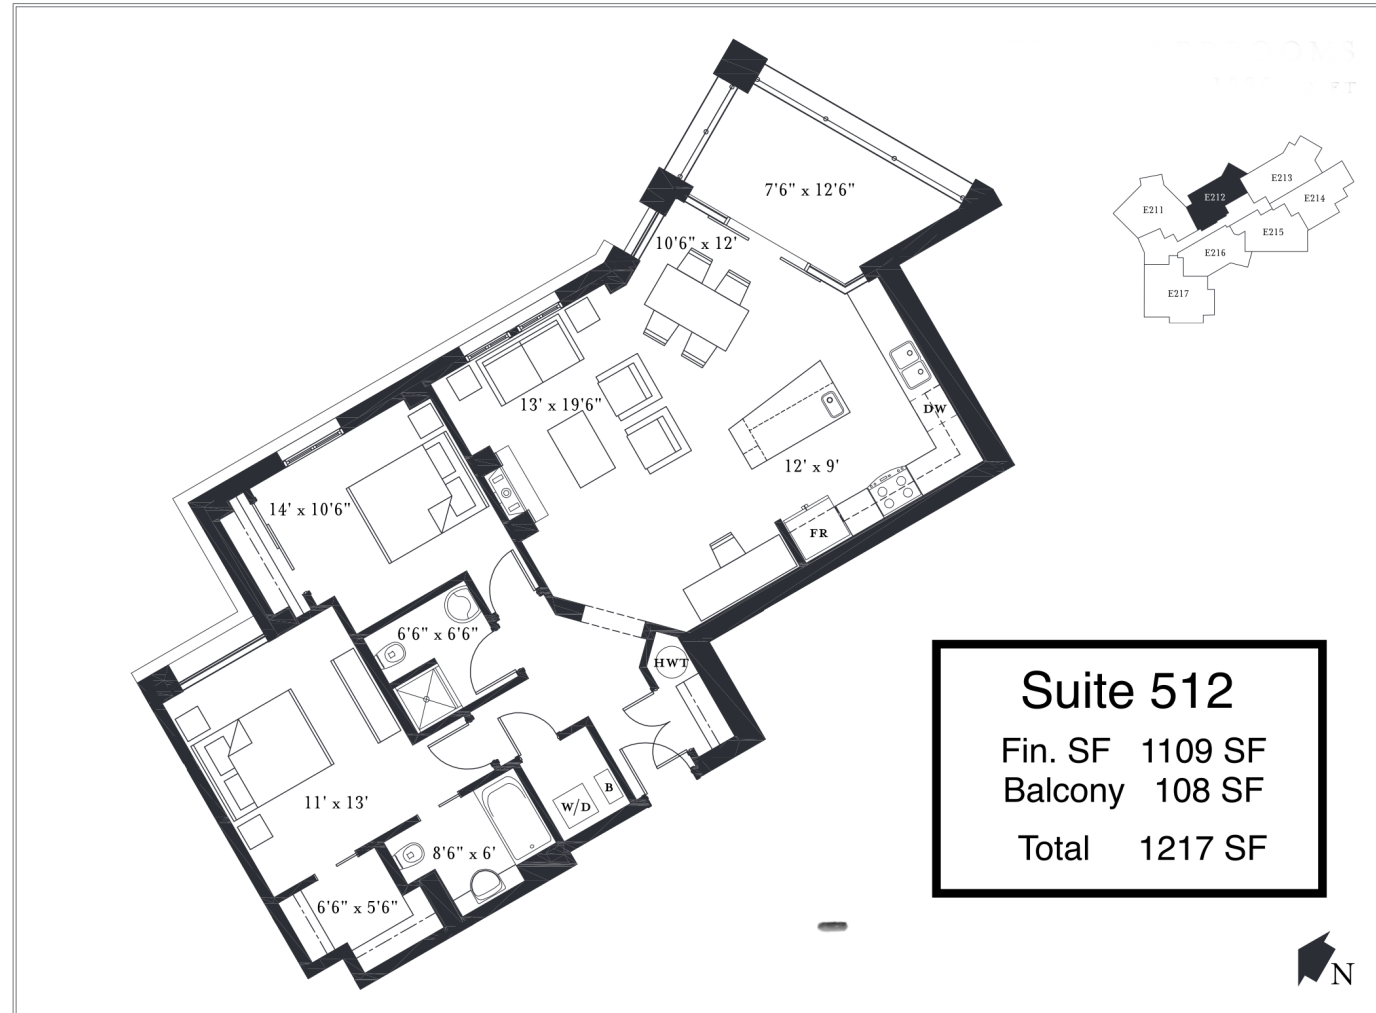 7'6" x 12'6"
10'6" x 12'
13' x 19'6"
DW
12' x 9'
14' x 10'6"
FR
6'6" x 6'6"
HWT
11' x 13'
W/D
B
8'6" x 6'
6'6" x 5'6"
E211
E212
E213
E214
E215
E216
E217
Suite 512
Fin. SF 1109 SF
Balcony 108 SF
Total 1217 SF
N